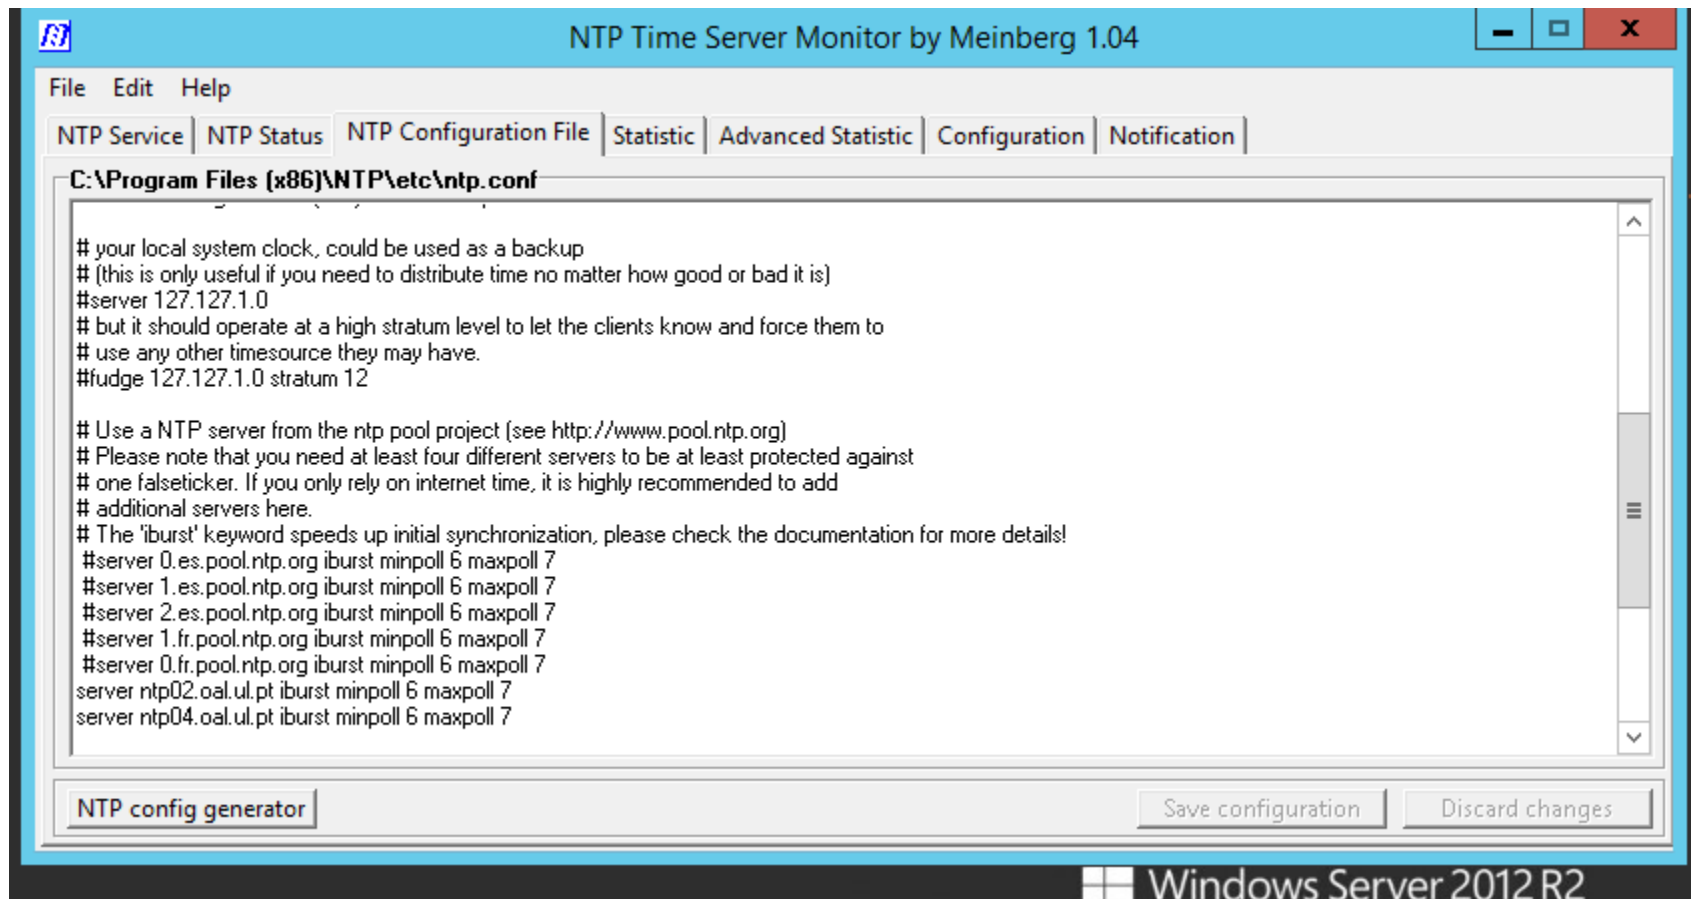 NTP Time Server Monitor by Meinberg 1.04
File Edit Help
NTP Service NTP Status NTP Configuration File Statistic Advanced Statistic Configuration Notification
C:\Program Files (x86)\NTP\etc\ntp.conf
# your local system clock, could be used as a backup
# (this is only useful if you need to distribute time no matter how good or bad it is)
#server 127.127.1.0
# but it should operate at a high stratum level to let the clients know and force them to
# use any other timesource they may have.
#fudge 127.127.1.0 stratum 12
# Use a NTP server from the ntp pool project (see http://www.pool.ntp.org)
# Please note that you need at least four different servers to be at least protected against
# one falseticker. If you only rely on internet time, it is highly recommended to add
# additional servers here.
# The 'iburst' keyword speeds up initial synchronization, please check the documentation for more details!
#server 0.es.pool.ntp.org iburst minpoll 6 maxpoll 7
#server 1.es.pool.ntp.org iburst minpoll 6 maxpoll 7
#server 2.es.pool.ntp.org iburst minpoll 6 maxpoll 7
#server 1.fr.pool.ntp.org iburst minpoll 6 maxpoll 7
#server 0.fr.pool.ntp.org iburst minpoll 6 maxpoll 7
server ntp02.oal.ul.pt iburst minpoll 6 maxpoll 7
server ntp04.oal.ul.pt iburst minpoll 6 maxpoll 7
NTP config generator Save configuration Discard changes
Windows Server 2012 R2